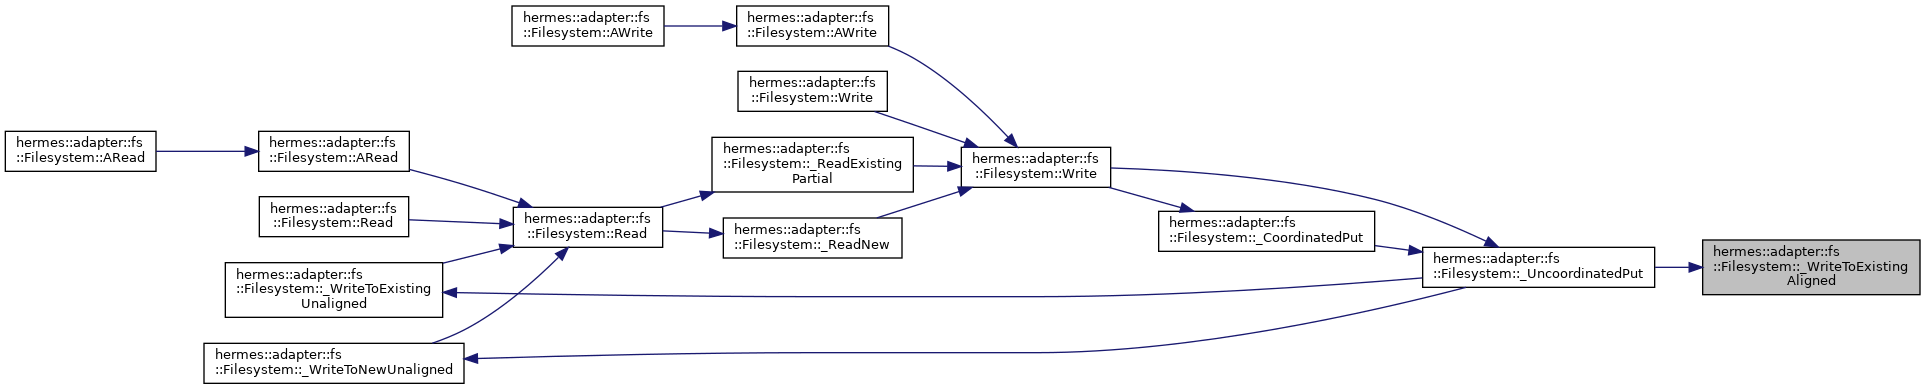 hermes::adapter::fs
::Filesystem::AWrite
hermes::adapter::fs
::Filesystem::AWrite
hermes::adapter::fs
::Filesystem::Write
hermes::adapter::fs
::Filesystem::ARead
hermes::adapter::fs
::Filesystem::ARead
hermes::adapter::fs
::Filesystem::_ReadExisting
Partial
hermes::adapter::fs
::Filesystem::Write
hermes::adapter::fs
::Filesystem::Read
hermes::adapter::fs
::Filesystem::Read
hermes::adapter::fs
::Filesystem::_ReadNew
hermes::adapter::fs
::Filesystem::_CoordinatedPut
hermes::adapter::fs
::Filesystem::_UncoordinatedPut
hermes::adapter::fs
::Filesystem::_WriteToExisting
Aligned
hermes::adapter::fs
::Filesystem::_WriteToExisting
Unaligned
hermes::adapter::fs
::Filesystem::_WriteToNewUnaligned